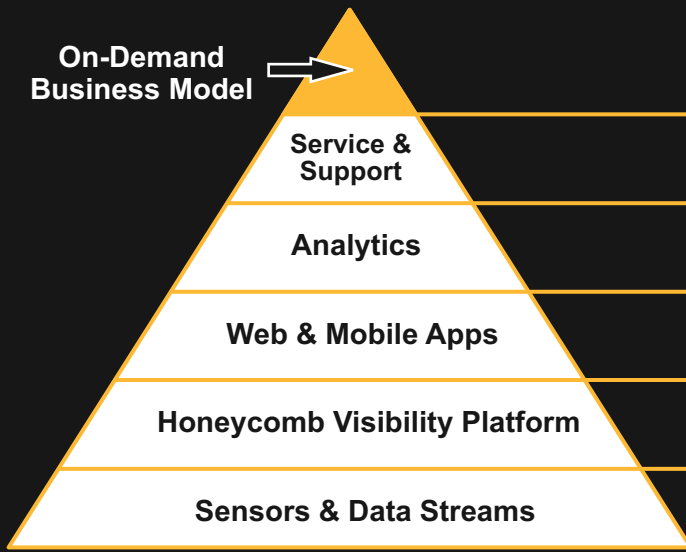 On-Demand
Business Model
Service &
Support
Analytics
Web & Mobile Apps
Honeycomb Visibility Platform
Sensors & Data Streams